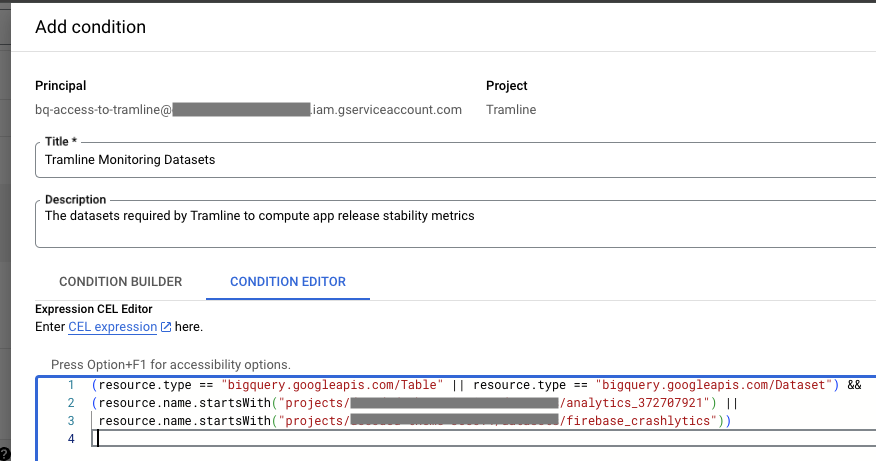 Add condition
Principal
Project
bq-access-to-tramline@
.iam.gserviceaccount.com
Tramline
Title *
Tramline Monitoring Datasets
Description
The datasets required by Tramline to compute app release stability metrics
CONDITION BUILDER
CONDITION EDITOR
Expression CEL Editor
Enter CEL expression here.
Press Option+F1 for accessibility options.
1 (resource.type == "bigquery.googleapis.com/Table" || resource.type == "bigquery.googleapis.com/Dataset") &&
2 (resource.name.startsWith("projects/ /analytics_372707921") ||
3 resource.name.startsWith("projects/ /firebase_crashlytics"))
4